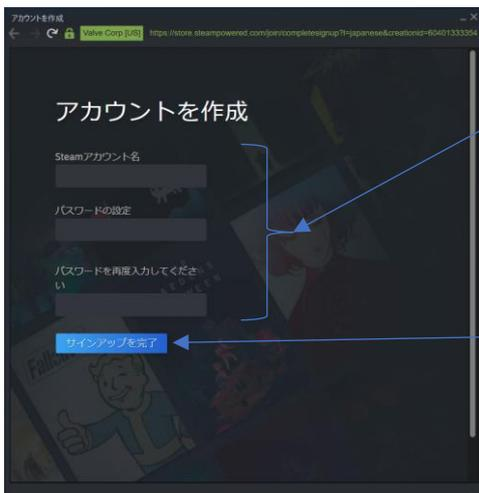 アカウントを作成
Valve Corp [US] https://store.steampowered.com/join/completesignup?l=japanese&creationid=60401333354
アカウントを作成
Steamアカウント名
パスワードの設定
パスワードを再度入力してくださ
い
サインアップを完了
Fallout